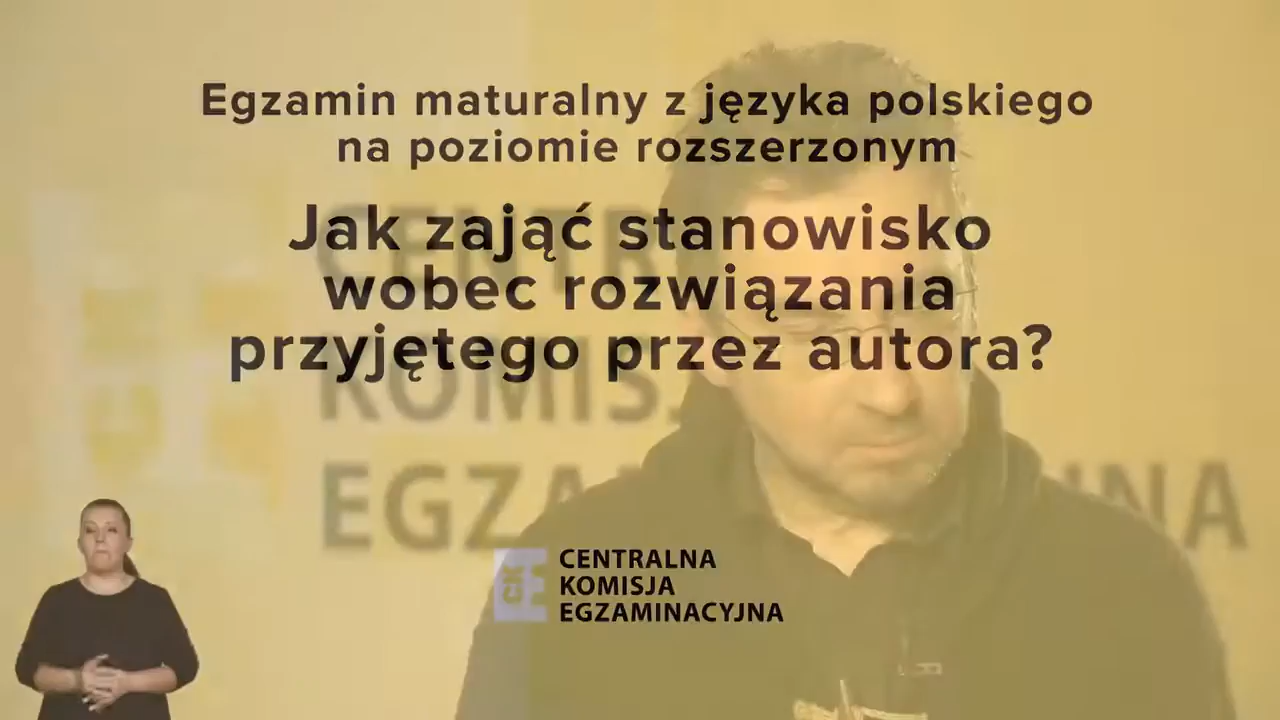 Egzamin maturalny z języka polskiego
na poziomie rozszerzonym
Jak zająć stanowisko
wobec rozwiązania
przyjętego przez autora?
CENTRALNA
KOMISJA
EGZAMINACYJNA